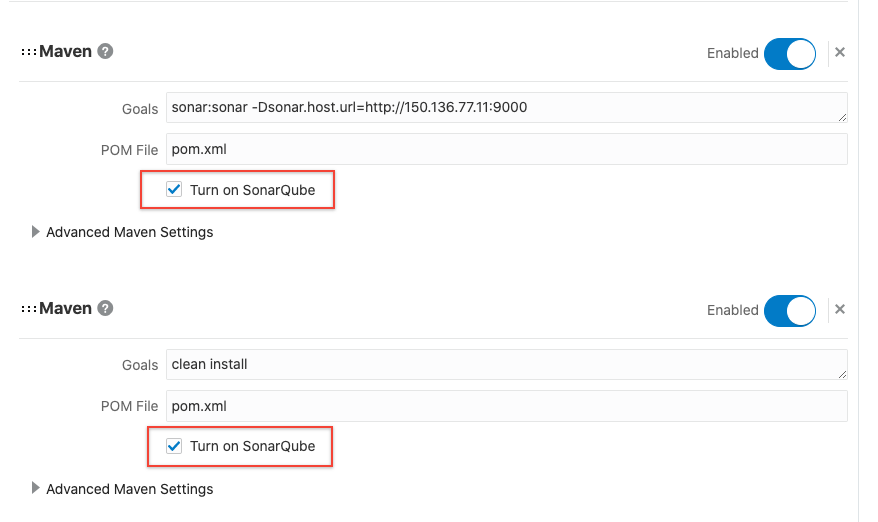 Maven ?
Enabled
Goals sonar:sonar -Dsonar.host.url=http://150.136.77.11:9000
POM File pom.xml
Turn on SonarQube
Advanced Maven Settings
Maven ?
Enabled
Goals clean install
POM File pom.xml
Turn on SonarQube
Advanced Maven Settings